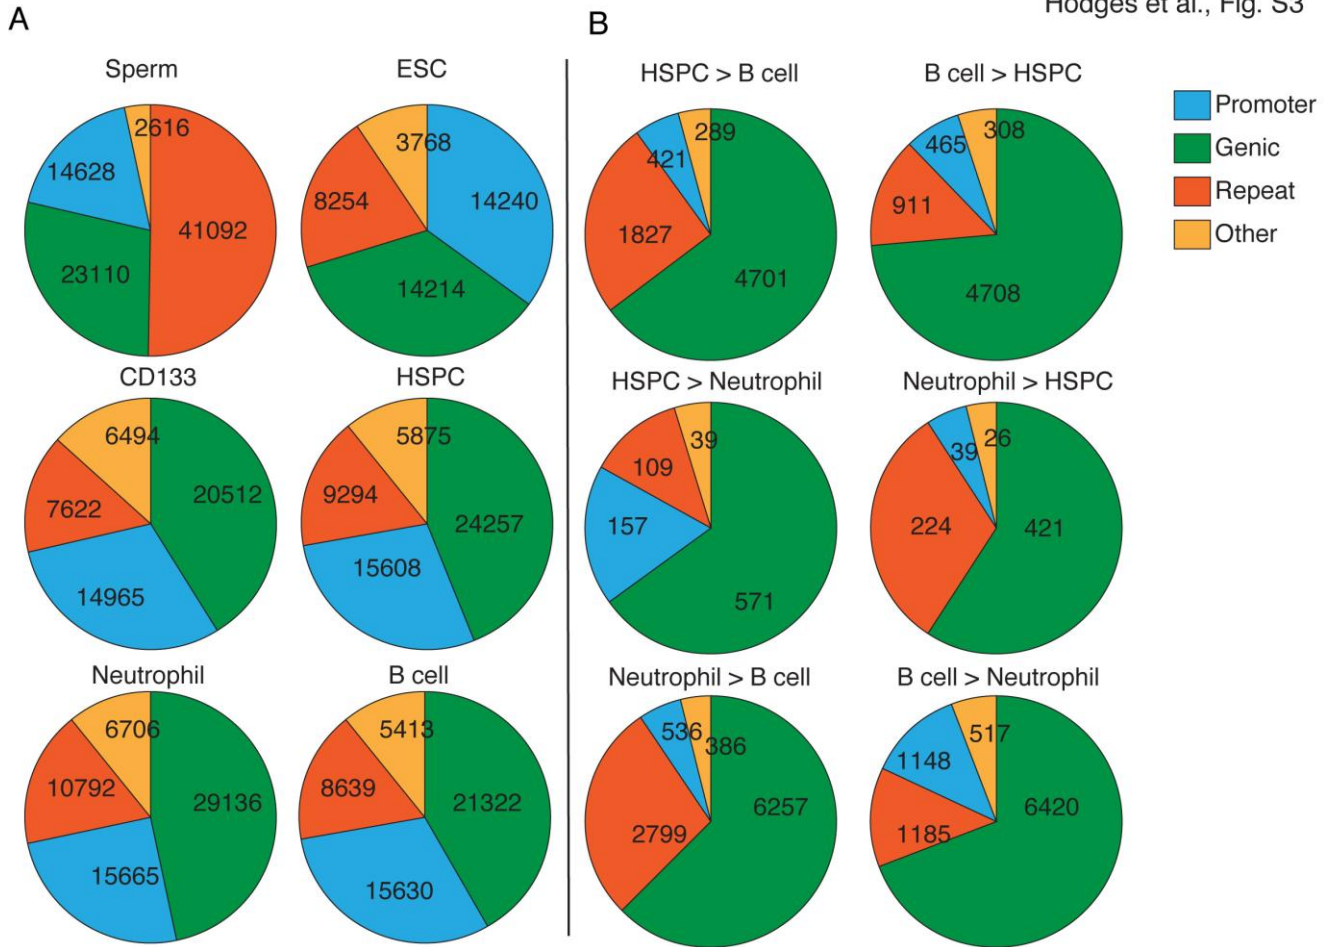 Hodges et al., Fig. S3
A
B
Sperm
2616
14628
41092
23110
ESC
3768
8254
14240
14214
CD133
6494
7622
20512
14965
HSPC
5875
9294
24257
15608
Neutrophil
6706
10792
29136
15665
B cell
5413
8639
21322
15630
HSPC > B cell
289
421
1827
4701
B cell > HSPC
308
465
911
4708
HSPC > Neutrophil
39
109
157
571
Neutrophil > HSPC
26
39
224
421
Neutrophil > B cell
536
386
6257
2799
B cell > Neutrophil
517
1148
6420
1185
Promoter
Genic
Repeat
Other